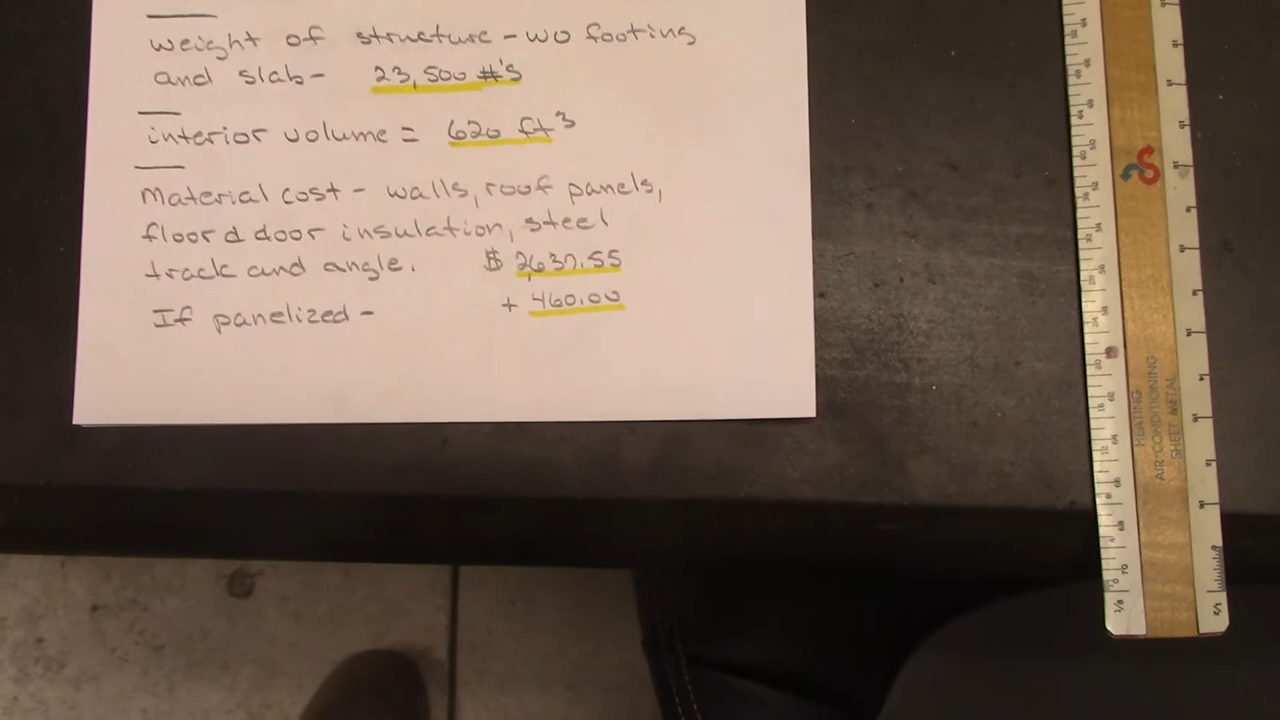 weight of structure - wo footing
and slab - 23,500 #'s
interior volume = 620 ft³
Material cost - walls, roof panels,
floor & door insulation, steel
track and angle. $ 2637.55
If panelized - + 460.00
HEATING
AIR-CONDITIONING
SHEET METAL